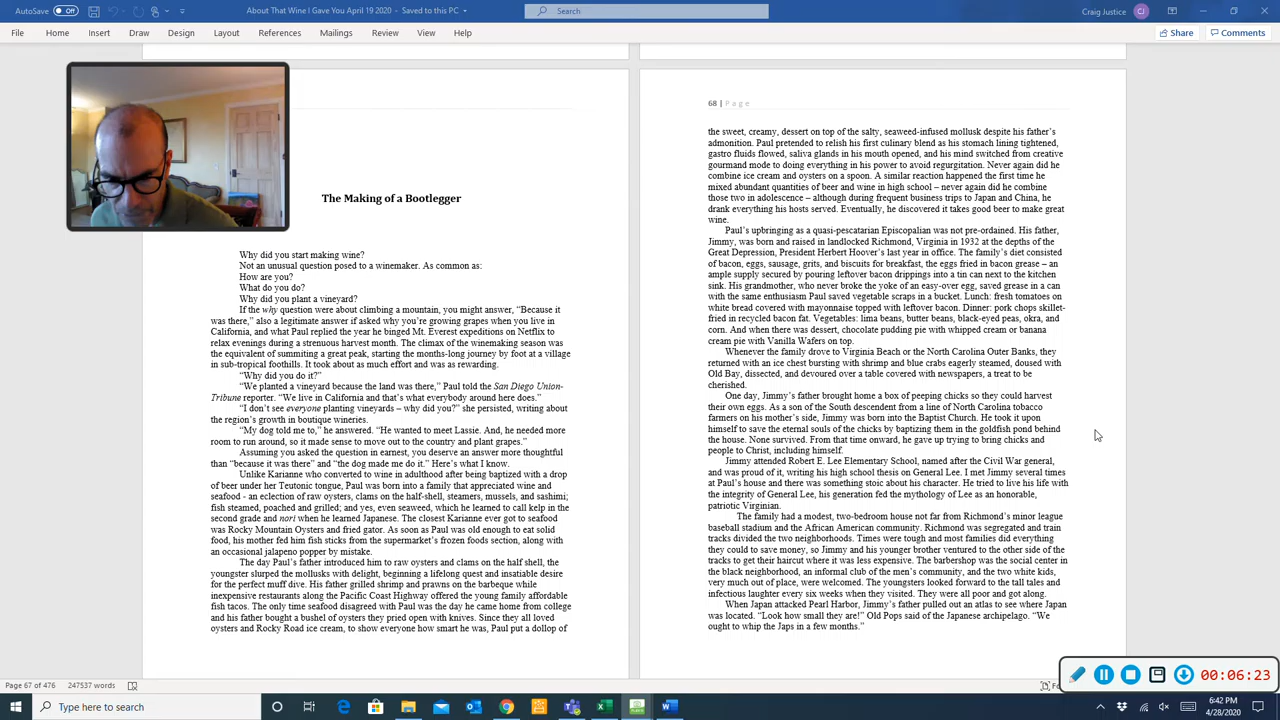 AutoSave Off
About That Wine I Gave You April 19 2020 - Saved to this PC
Search
Craig Justice
File Home Insert Draw Design Layout References Mailings Review View Help
Share Comments
The Making of a Bootlegger
Why did you start making wine?
Not an unusual question posed to a winemaker. As common as:
How are you?
What do you do?
Why did you plant a vineyard?
If the why question were about climbing a mountain, you might answer, “Because it
was there,” also a legitimate answer if asked why you’re growing grapes when you live in
California, and what Paul replied the year he binged Mt. Everest expeditions on Netflix to
relax evenings during a strenuous harvest month. The climax of the winemaking season was
the equivalent of summiting a great peak, starting the months-long journey by foot at a village
in sub-tropical foothills. It took about as much effort and was as rewarding.
“Why did you do it?”
“We planted a vineyard because the land was there,” Paul told the San Diego Union-
Tribune reporter. “We live in California and that’s what everybody around here does.”
“I don’t see everyone planting vineyards – why did you?” she persisted, writing about
the region’s growth in boutique wineries.
“My dog told me to,” he answered. “He wanted to meet Lassie. And, he needed more
room to run around, so it made sense to move out to the country and plant grapes.”
Assuming you asked the question in earnest, you deserve an answer more thoughtful
than “because it was there” and “the dog made me do it.” Here’s what I know.
Unlike Karianne who converted to wine in adulthood after being baptized with a drop
of beer under her Teutonic tongue, Paul was born into a family that appreciated wine and
seafood - an eclection of raw oysters, clams on the half-shell, steamers, mussels, and sashimi;
fish steamed, poached and grilled; and yes, even seaweed, which he learned to call kelp in the
second grade and nori when he learned Japanese. The closest Karianne ever got to seafood
was Rocky Mountain Oysters and fried gator. As soon as Paul was old enough to eat solid
food, his mother fed him fish sticks from the supermarket’s frozen foods section, along with
an occasional jalapeno popper by mistake.
The day Paul’s father introduced him to raw oysters and clams on the half shell, the
youngster slurped the mollusks with delight, beginning a lifelong quest and insatiable desire
for the perfect muff dive. His father grilled shrimp and prawns on the barbeque while
inexpensive restaurants along the Pacific Coast Highway offered the young family affordable
fish tacos. The only time seafood disagreed with Paul was the day he came home from college
and his father bought a bushel of oysters they pried open with knives. Since they all loved
oysters and Rocky Road ice cream, to show everyone how smart he was, Paul put a dollop of
68 | Page
the sweet, creamy, dessert on top of the salty, seaweed-infused mollusk despite his father’s
admonition. Paul pretended to relish his first culinary blend as his stomach lining tightened,
gastro fluids flowed, saliva glands in his mouth opened, and his mind switched from creative
gourmand mode to doing everything in his power to avoid regurgitation. Never again did he
combine ice cream and oysters on a spoon. A similar reaction happened the first time he
mixed abundant quantities of beer and wine in high school – never again did he combine
those two in adolescence – although during frequent business trips to Japan and China, he
drank everything his hosts served. Eventually, he discovered it takes good beer to make great
wine.
Paul’s upbringing as a quasi-pescatarian Episcopalian was not pre-ordained. His father,
Jimmy, was born and raised in landlocked Richmond, Virginia in 1932 at the depths of the
Great Depression, President Herbert Hoover’s last year in office. The family’s diet consisted
of bacon, eggs, sausage, grits, and biscuits for breakfast, the eggs fried in bacon grease – an
ample supply secured by pouring leftover bacon drippings into a tin can next to the kitchen
sink. His grandmother, who never broke the yoke of an easy-over egg, saved grease in a can
with the same enthusiasm Paul saved vegetable scraps in a bucket. Lunch: fresh tomatoes on
white bread covered with mayonnaise topped with leftover bacon. Dinner: pork chops skillet-
fried in recycled bacon fat. Vegetables: lima beans, butter beans, black-eyed peas, okra, and
corn. And when there was dessert, chocolate pudding pie with whipped cream or banana
cream pie with Vanilla Wafers on top.
Whenever the family drove to Virginia Beach or the North Carolina Outer Banks, they
returned with an ice chest bursting with shrimp and blue crabs eagerly steamed, doused with
Old Bay, dissected, and devoured over a table covered with newspapers, a treat to be
cherished.
One day, Jimmy’s father brought home a box of peeping chicks so they could harvest
their own eggs. As a son of the South descendent from a line of North Carolina tobacco
farmers on his mother’s side, Jimmy was born into the Baptist Church. He took it upon
himself to save the eternal souls of the chicks by baptizing them in the goldfish pond behind
the house. None survived. From that time onward, he gave up trying to bring chicks and
people to Christ, including himself.
Jimmy attended Robert E. Lee Elementary School, named after the Civil war general,
and was proud of it, writing his high school thesis on General Lee. I met Jimmy several times
at Paul’s house and there was something stoic about his character. He tried to live his life with
the integrity of General Lee, his generation fed the mythology of Lee as an honorable,
patriotic Virginian.
The family had a modest, two-bedroom house not far from Richmond’s minor league
baseball stadium and the African American community. Richmond was segregated and train
tracks divided the two neighborhoods. Times were tough and most families did everything
they could to save money, so Jimmy and his younger brother ventured to the other side of the
tracks to get their haircut where it was less expensive. The barbershop was the social center in
the black neighborhood, an informal club of the men’s community, and the two white kids,
very much out of place, were welcomed. The youngsters looked forward to the tall tales and
infectious laughter every six weeks when they visited. They were all poor and got along.
When Japan attacked Pearl Harbor, Jimmy’s father pulled out an atlas to see where Japan
was located. “Look how small they are!” Old Pops said of the Japanese archipelago. “We
ought to whip the Japs in a few months.”
00:06:23
Page 67 of 476 247537 words
Type here to search
6:42 PM
4/28/2020